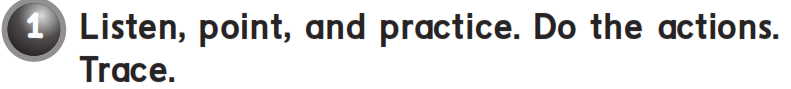 1 Listen, point, and practice. Do the actions.
Trace.